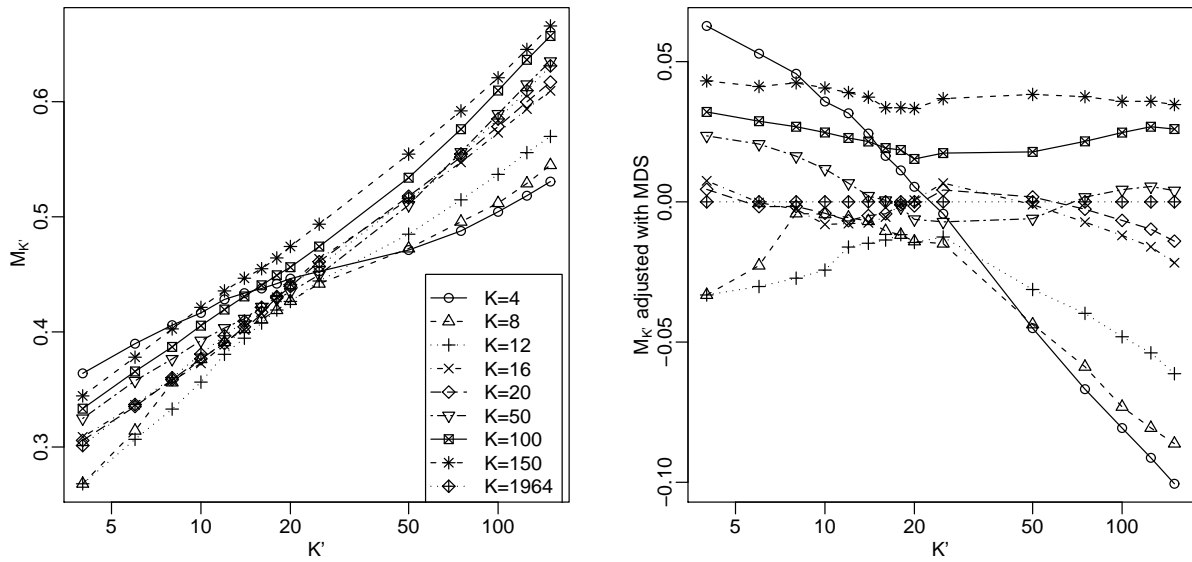 M_K'
0.6
0.5
0.4
0.3
K=4
K=8
K=12
K=16
K=20
K=50
K=100
K=150
K=1964
5 10 20 50 100
K'
M_K' adjusted with MDS
0.05
0.00
−0.05
−0.10
5 10 20 50 100
K'